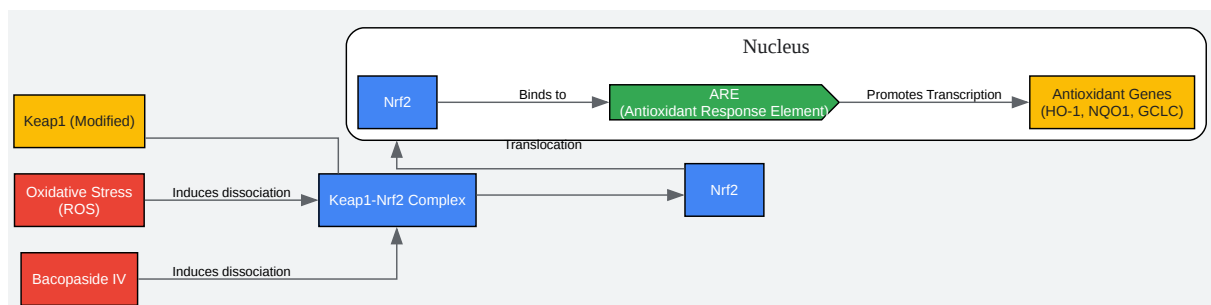 Nucleus
Nrf2
Binds to
ARE
(Antioxidant Response Element)
Promotes Transcription
Antioxidant Genes
(HO-1, NQO1, GCLC)
Keap1 (Modified)
Translocation
Oxidative Stress
(ROS)
Induces dissociation
Keap1-Nrf2 Complex
Nrf2
Bacopaside IV
Induces dissociation